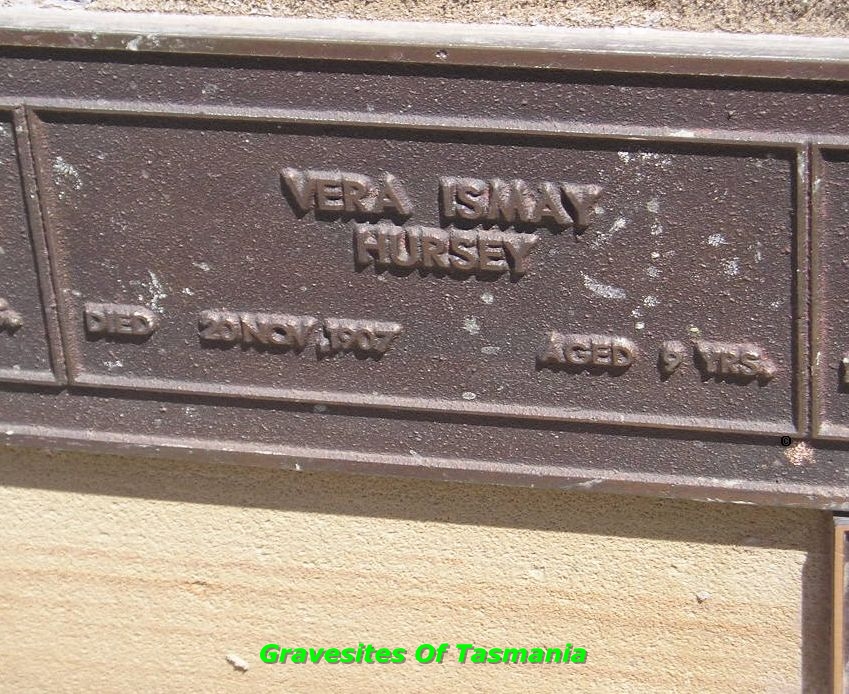 VERA ISMAY
HURSEY
DIED 20 NOV. 1907 AGED 9 YRS.
Gravesites Of Tasmania